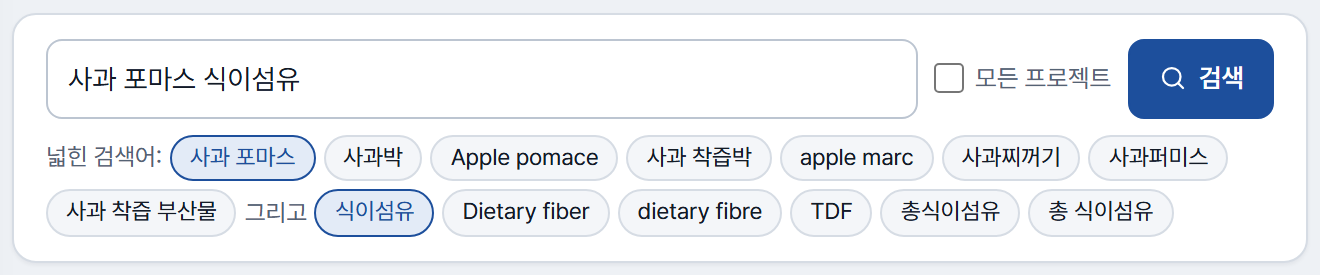 사과 포마스 식이섬유 모든 프로젝트 검색
넓힌 검색어: 사과 포마스 사과박 Apple pomace 사과 착즙박 apple marc 사과찌꺼기 사과퍼미스
사과 착즙 부산물 그리고 식이섬유 Dietary fiber dietary fibre TDF 총식이섬유 총 식이섬유